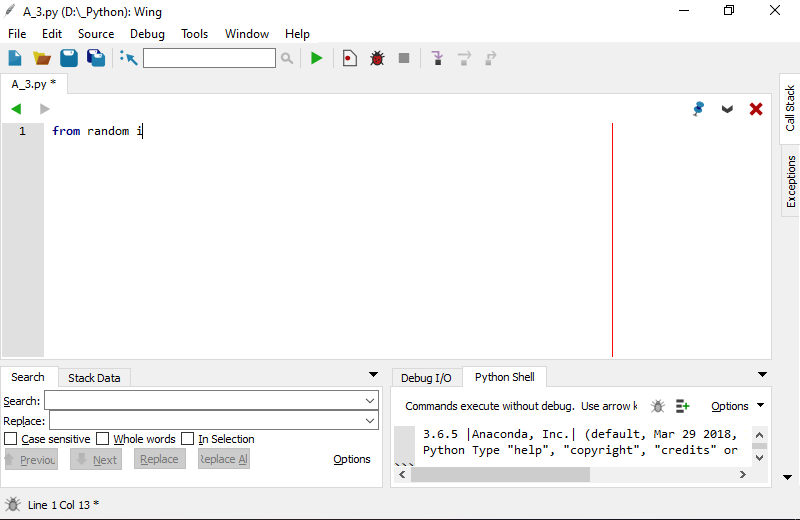 A_3.py (D:\_Python): Wing
File Edit Source Debug Tools Window Help
A_3.py *
Call Stack
Exceptions
1 from random i
Search Stack Data
Search:
Replace:
Case sensitive Whole words In Selection
Previou Next Replace Replace Al
Options
Debug I/O Python Shell
Commands execute without debug. Use arrow k Options
3.6.5 |Anaconda, Inc.| (default, Mar 29 2018,
Python Type "help", "copyright", "credits" or
>>>
Line 1 Col 13 *